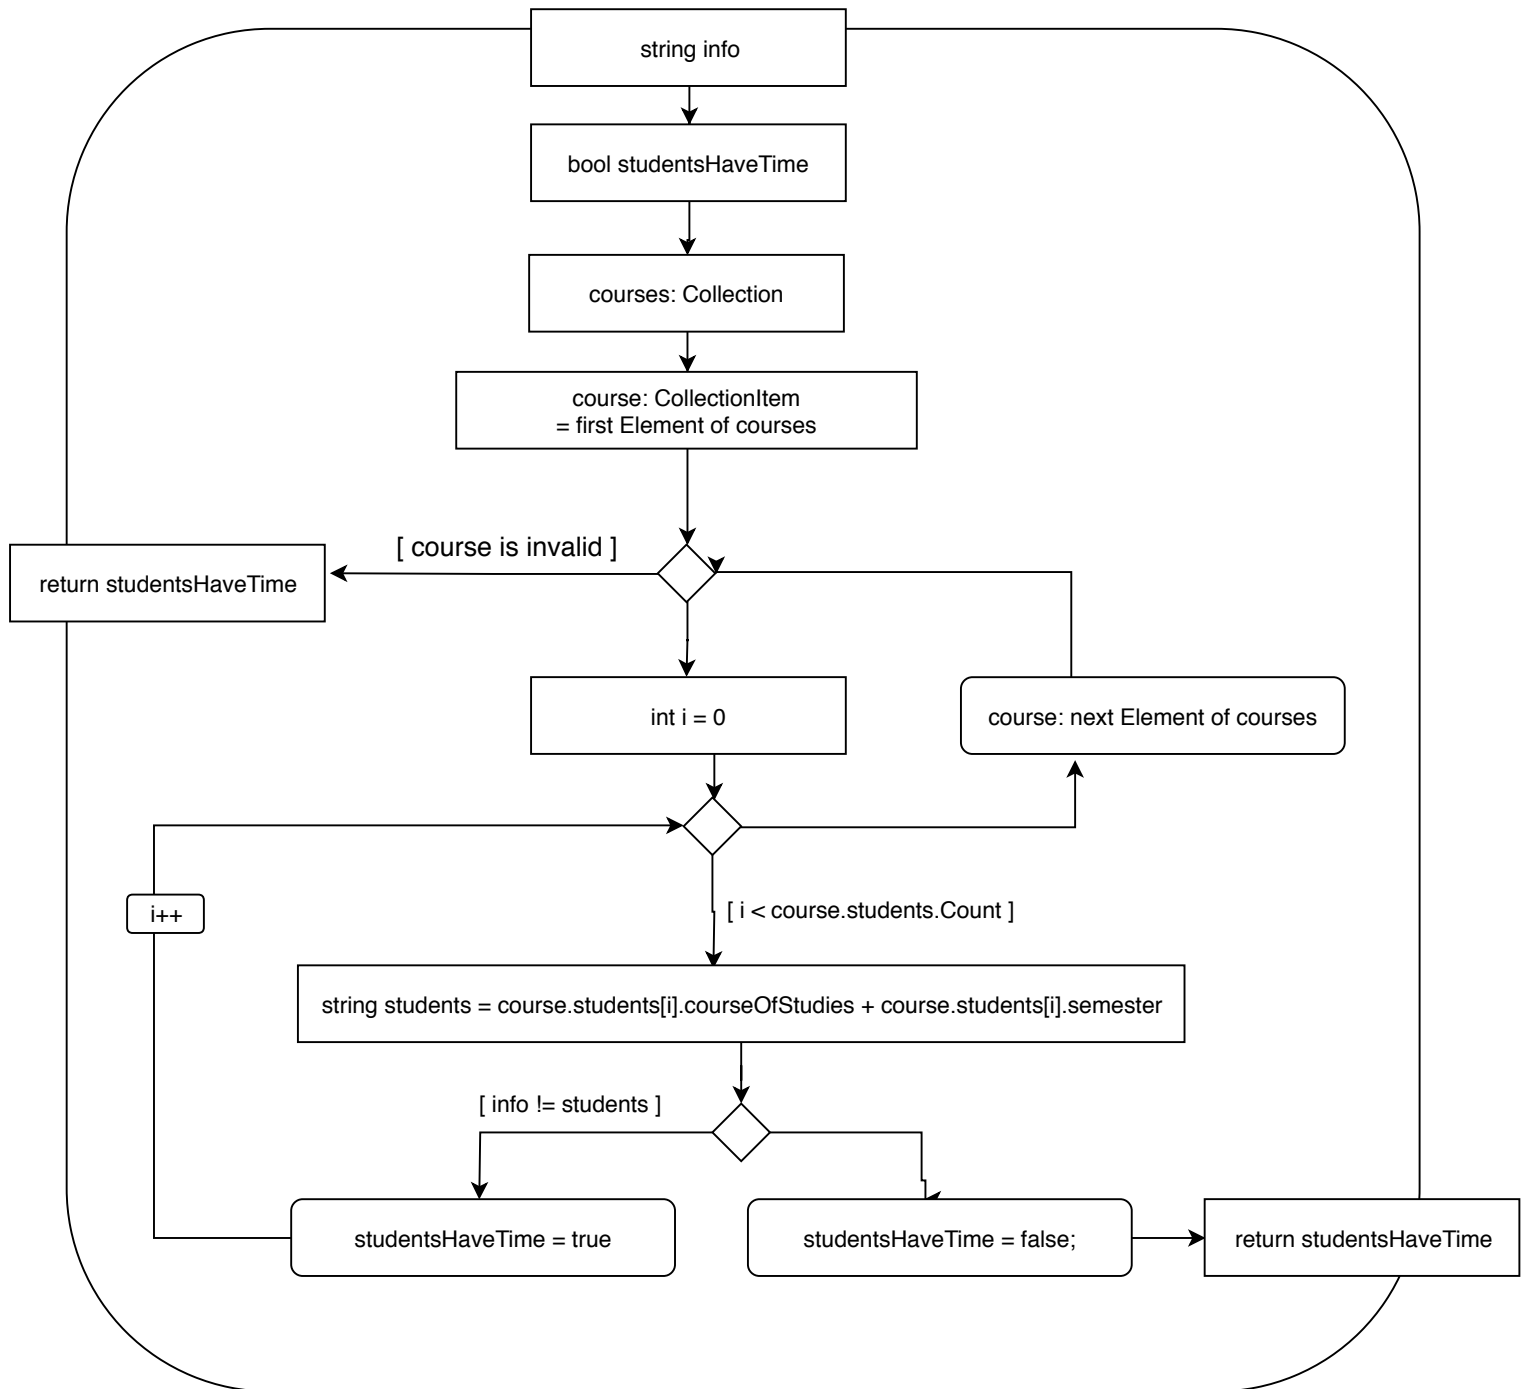 string info
bool studentsHaveTime
courses: Collection
course: CollectionItem
= first Element of courses
[ course is invalid ]
return studentsHaveTime
int i = 0
course: next Element of courses
i++
[ i < course.students.Count ]
string students = course.students[i].courseOfStudies + course.students[i].semester
[ info != students ]
studentsHaveTime = true
studentsHaveTime = false;
return studentsHaveTime